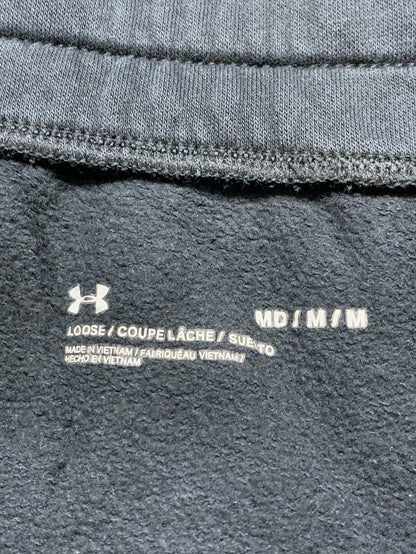 MD / M / M
LOOSE / COUPE LÂCHE / SUELTO
MADE IN VIETNAM / FABRIQUÉ AU VIETNAM /
HECHO EN VIETNAM